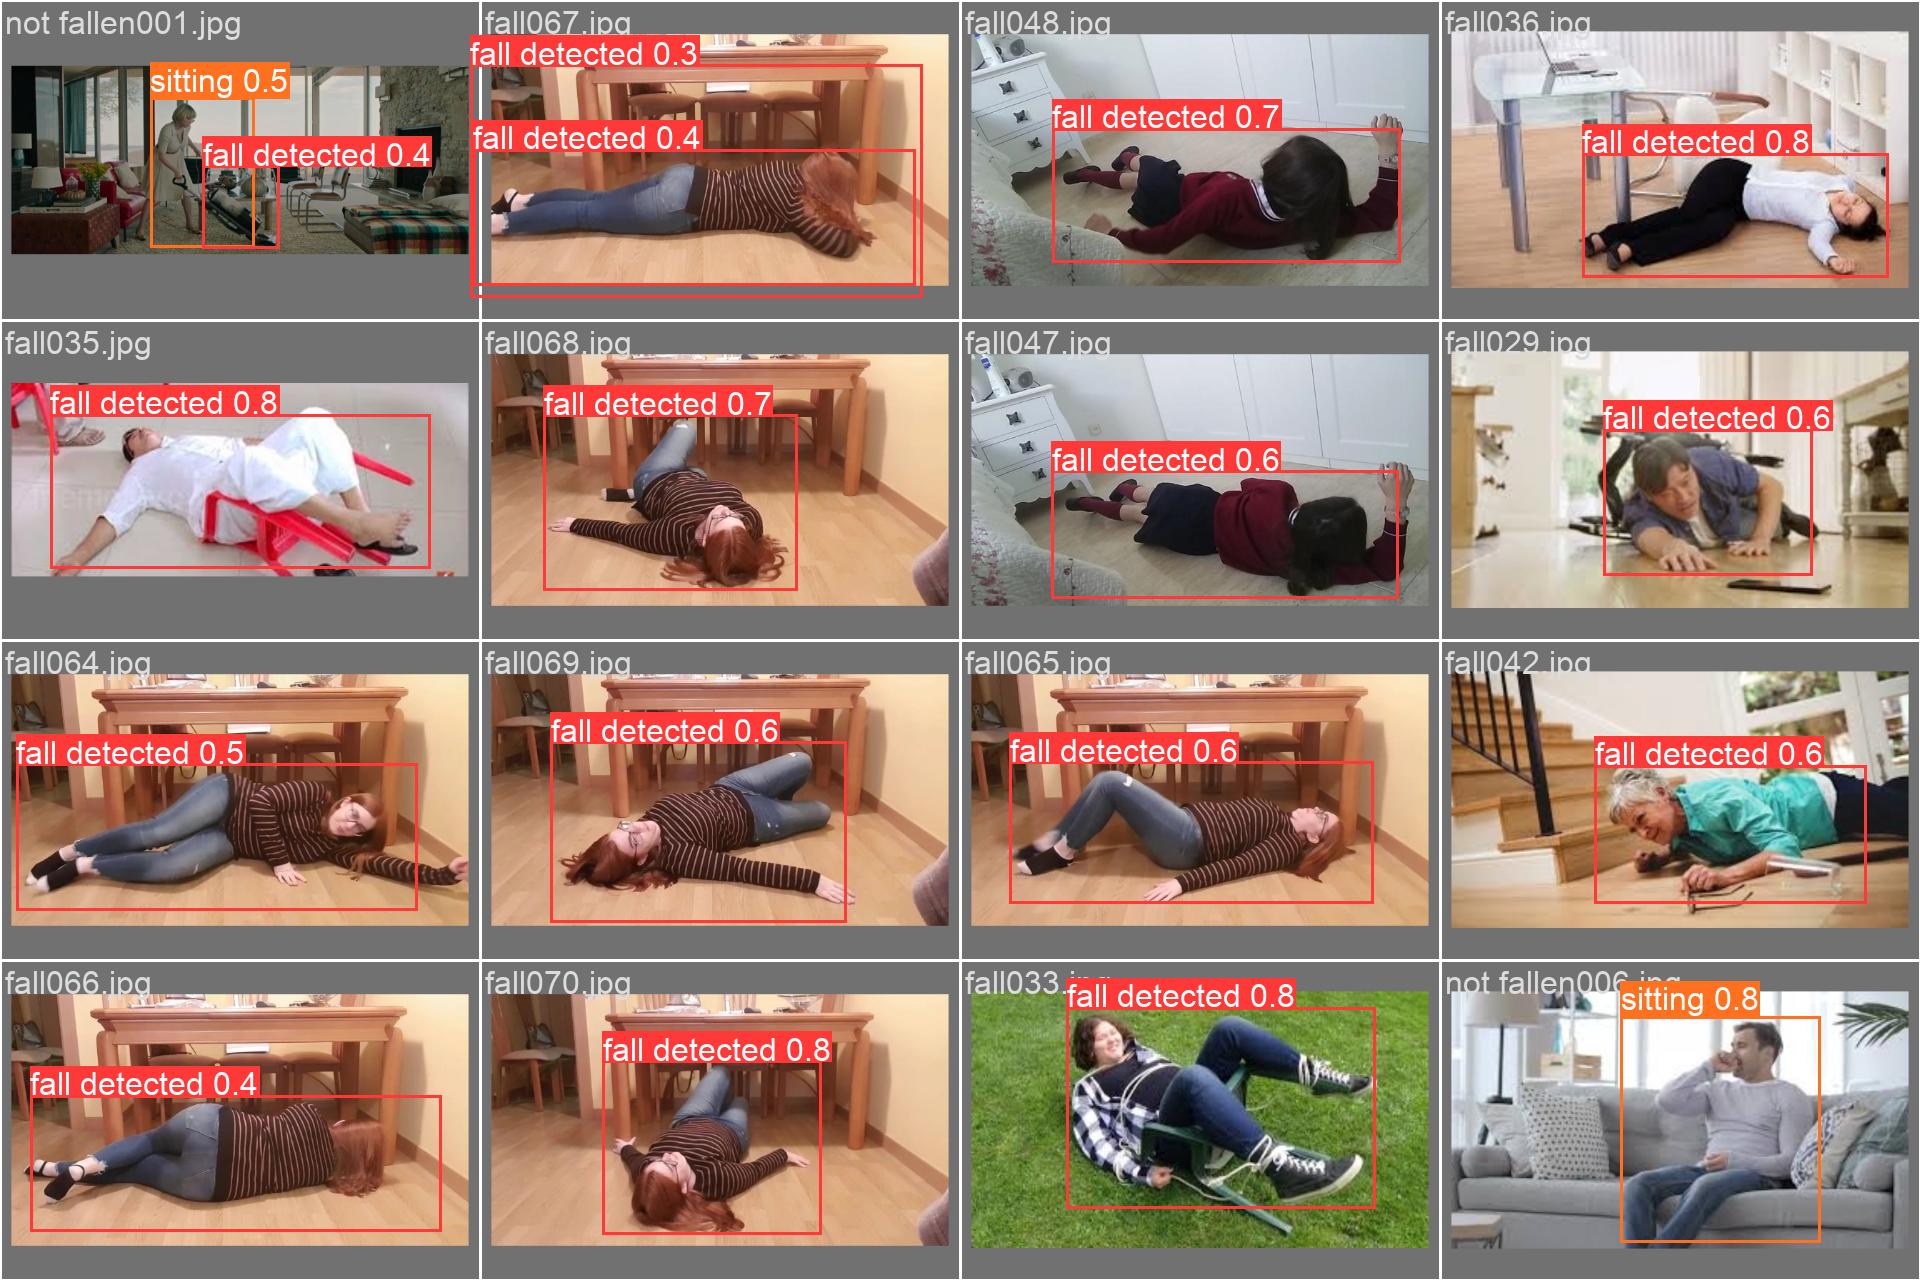 not fallen001.jpg
sitting 0.5
fall detected 0.4
fall067.jpg
fall detected 0.3
fall detected 0.4
fall048.jpg
fall detected 0.7
fall036.jpg
fall detected 0.8
fall035.jpg
fall detected 0.8
fall068.jpg
fall detected 0.7
fall047.jpg
fall detected 0.6
fall029.jpg
fall detected 0.6
fall064.jpg
fall detected 0.5
fall069.jpg
fall detected 0.6
fall065.jpg
fall detected 0.6
fall042.jpg
fall detected 0.6
fall066.jpg
fall detected 0.4
fall070.jpg
fall detected 0.8
fall033.jpg
fall detected 0.8
not fallen006.jpg
sitting 0.8